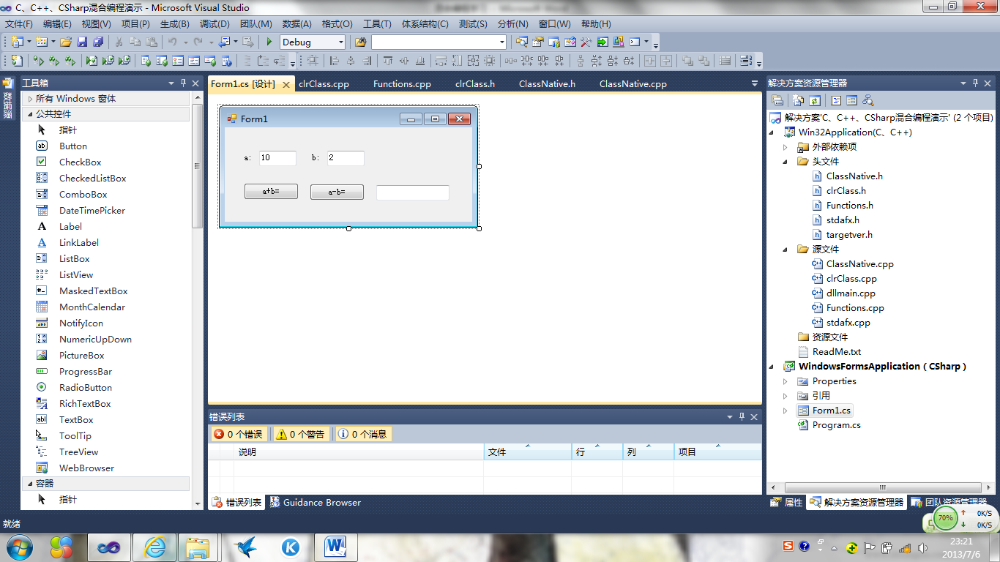 C、C++、CSharp混合编程演示 - Microsoft Visual Studio
文件(F) 编辑(E) 视图(V) 项目(P) 生成(B) 调试(D) 团队(M) 数据(A) 格式(O) 工具(T) 体系结构(C) 测试(S) 分析(N) 窗口(W) 帮助(H)
Debug
数据源
工具箱
所有 Windows 窗体
公共控件
指针
Button
CheckBox
CheckedListBox
ComboBox
DateTimePicker
Label
LinkLabel
ListBox
ListView
MaskedTextBox
MonthCalendar
NotifyIcon
NumericUpDown
PictureBox
ProgressBar
RadioButton
RichTextBox
TextBox
ToolTip
TreeView
WebBrowser
容器
指针
Form1.cs [设计] clrClass.cpp Functions.cpp clrClass.h ClassNative.h ClassNative.cpp
Form1
a: 10 b: 2
a+b= a-b=
错误列表
0 个错误 0 个警告 0 个消息
说明 文件 行 列 项目
错误列表 Guidance Browser
解决方案资源管理器
解决方案'C、C++、CSharp混合编程演示' (2 个项目)
Win32Application(C、C++)
外部依赖项
头文件
ClassNative.h
clrClass.h
Functions.h
stdafx.h
targetver.h
源文件
ClassNative.cpp
clrClass.cpp
dllmain.cpp
Functions.cpp
stdafx.cpp
资源文件
ReadMe.txt
WindowsFormsApplication ( CSharp )
Properties
引用
Form1.cs
Program.cs
属性 解决方案资源管理器 团队资源管理器
70% 0K/S
0K/S
就绪
23:21
2013/7/6